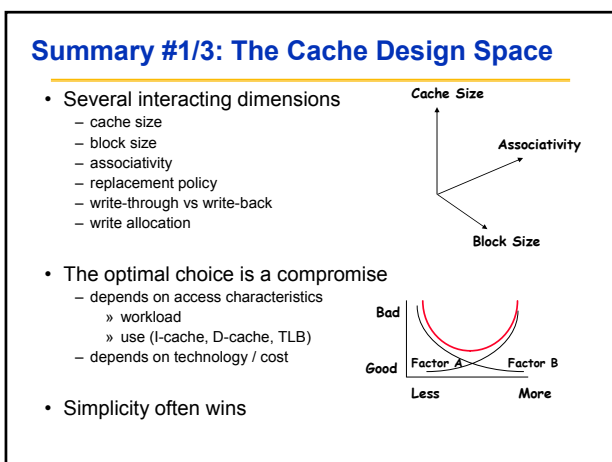 Summary #1/3: The Cache Design Space
• Several interacting dimensions
– cache size
– block size
– associativity
– replacement policy
– write-through vs write-back
– write allocation
Cache Size
Associativity
Block Size
• The optimal choice is a compromise
– depends on access characteristics
» workload
» use (I-cache, D-cache, TLB)
– depends on technology / cost
• Simplicity often wins
Bad
Good
Factor A
Factor B
Less
More